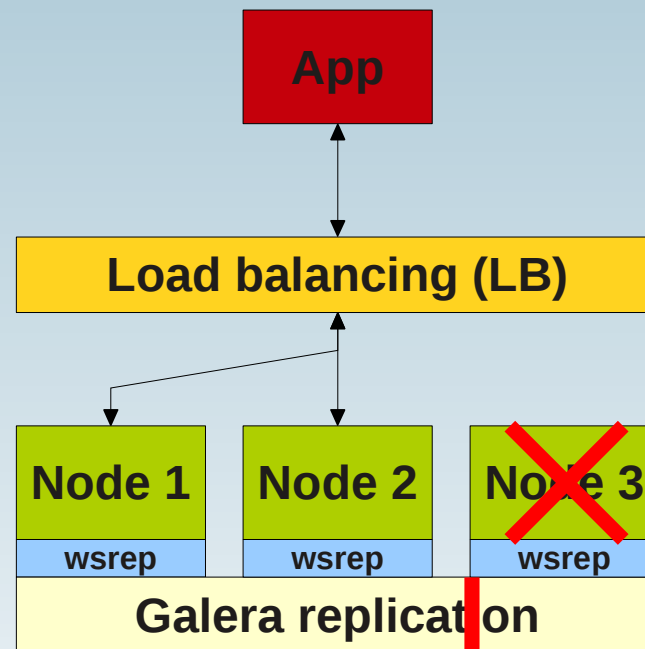 App
Load balancing (LB)
Node 1
Node 2
Node 3
wsrep
wsrep
wsrep
Galera replication